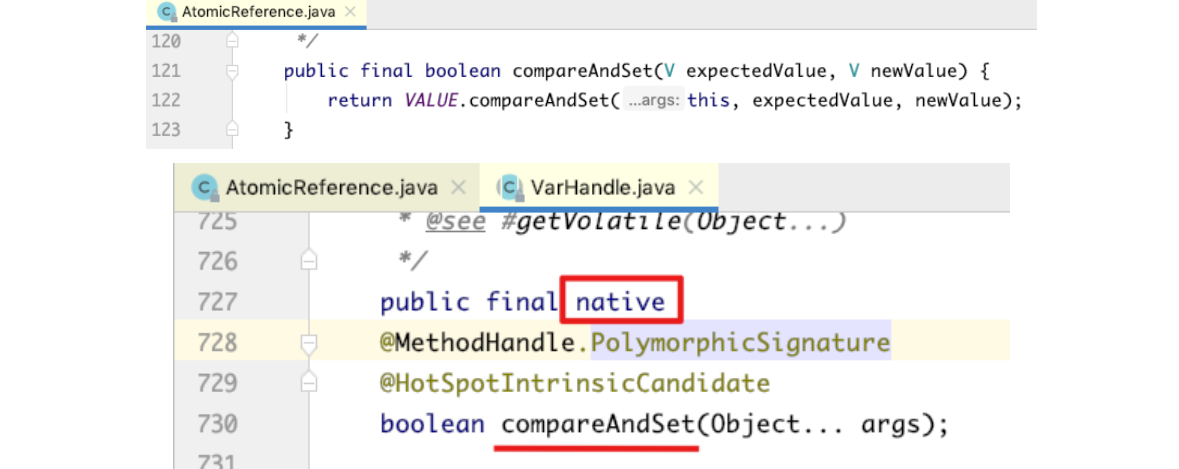 C AtomicReference.java ×
120 */
121 public final boolean compareAndSet(V expectedValue, V newValue) {
122 return VALUE.compareAndSet( ...args: this, expectedValue, newValue);
123 }
C AtomicReference.java × C VarHandle.java ×
725 * @see #getVolatile(Object...)
726 */
727 public final native
728 @MethodHandle.PolymorphicSignature
729 @HotSpotIntrinsicCandidate
730 boolean compareAndSet(Object... args);
731